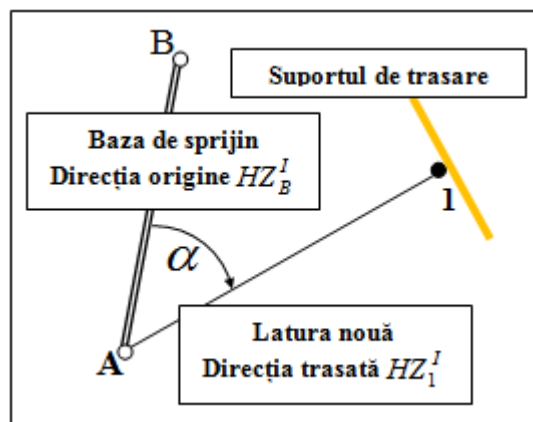 B
Suportul de trasare
Baza de sprijin
Direcția origine HZ_B^I
1
α
A
Latura nouă
Direcția trasată HZ_1^I